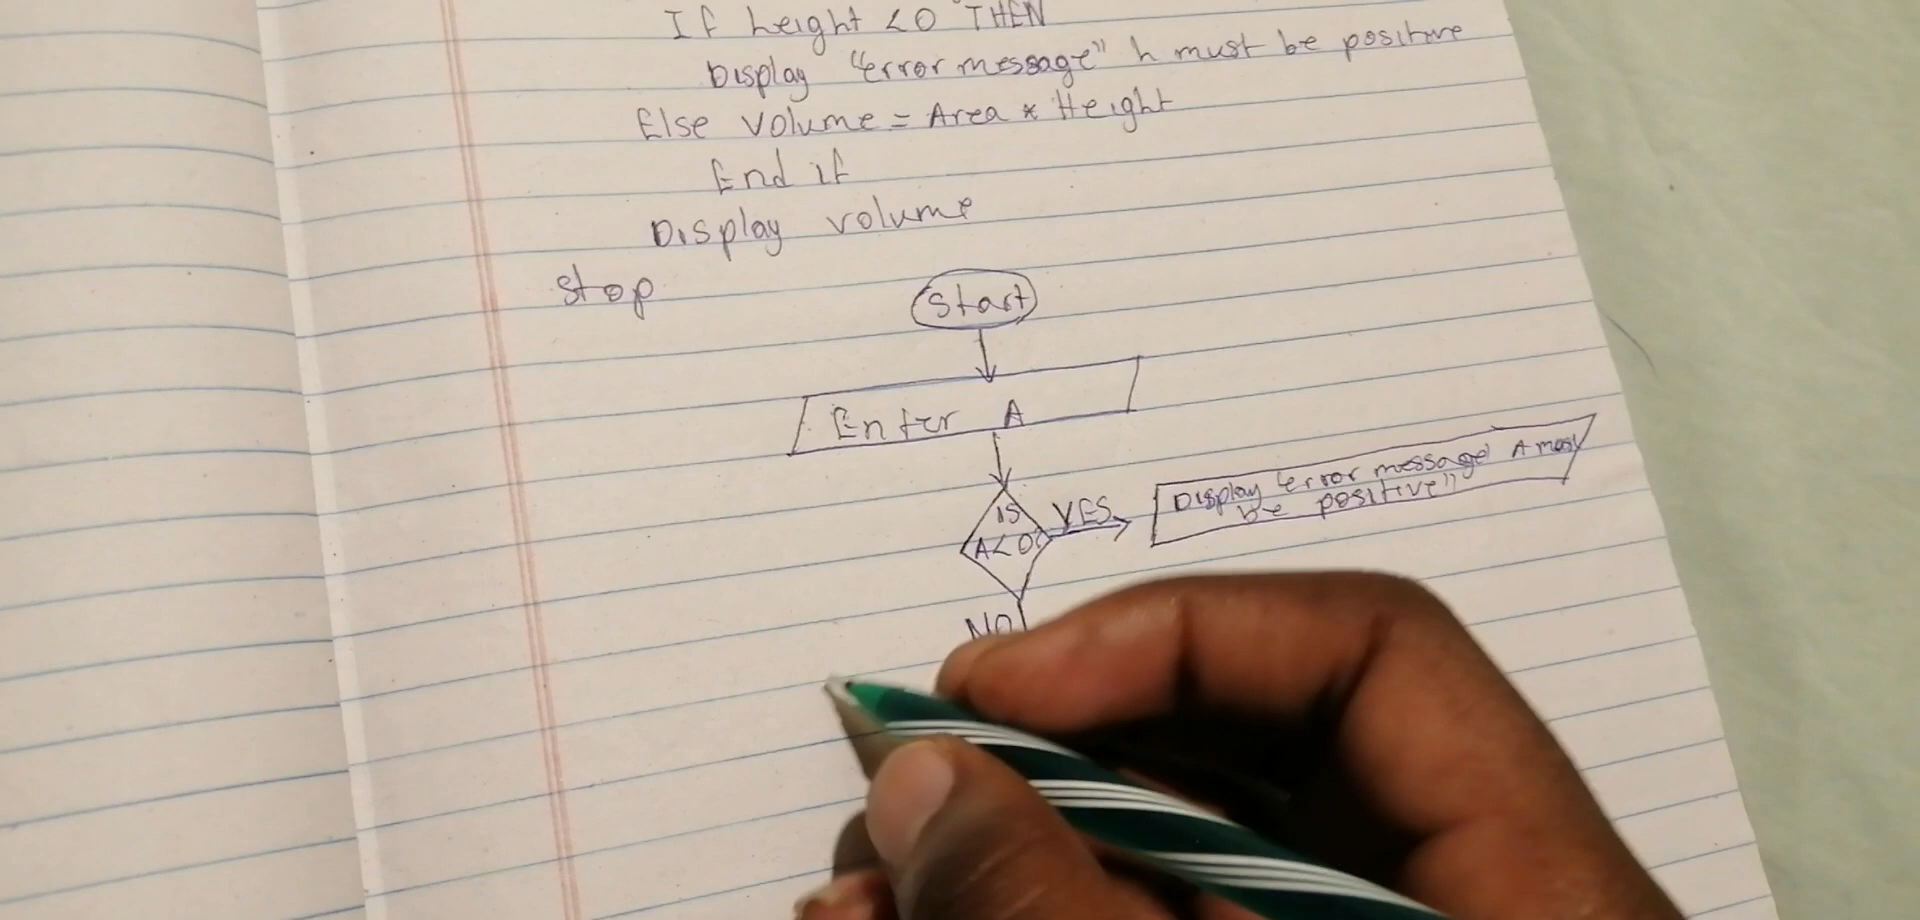 If height <0 THEN
Display "error message" h must be positive
Else volume = Area * Height
End if
Display volume
Stop
Start
Enter A
is
A<0?
YES
Display "error message A must
be positive"
NO